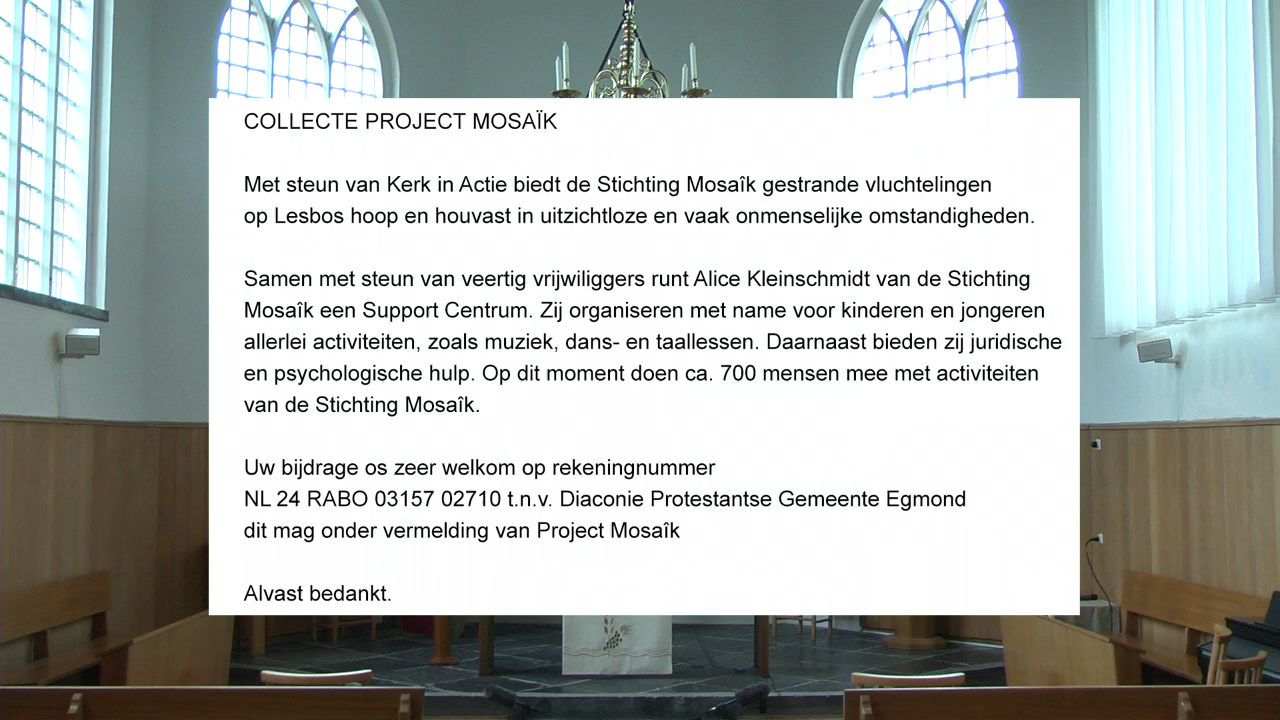 COLLECTE PROJECT MOSAÏK
Met steun van Kerk in Actie biedt de Stichting Mosaîk gestrande vluchtelingen
op Lesbos hoop en houvast in uitzichtloze en vaak onmenselijke omstandigheden.
Samen met steun van veertig vrijwiliggers runt Alice Kleinschmidt van de Stichting
Mosaîk een Support Centrum. Zij organiseren met name voor kinderen en jongeren
allerlei activiteiten, zoals muziek, dans- en taallessen. Daarnaast bieden zij juridische
en psychologische hulp. Op dit moment doen ca. 700 mensen mee met activiteiten
van de Stichting Mosaîk.
Uw bijdrage os zeer welkom op rekeningnummer
NL 24 RABO 03157 02710 t.n.v. Diaconie Protestantse Gemeente Egmond
dit mag onder vermelding van Project Mosaîk
Alvast bedankt.